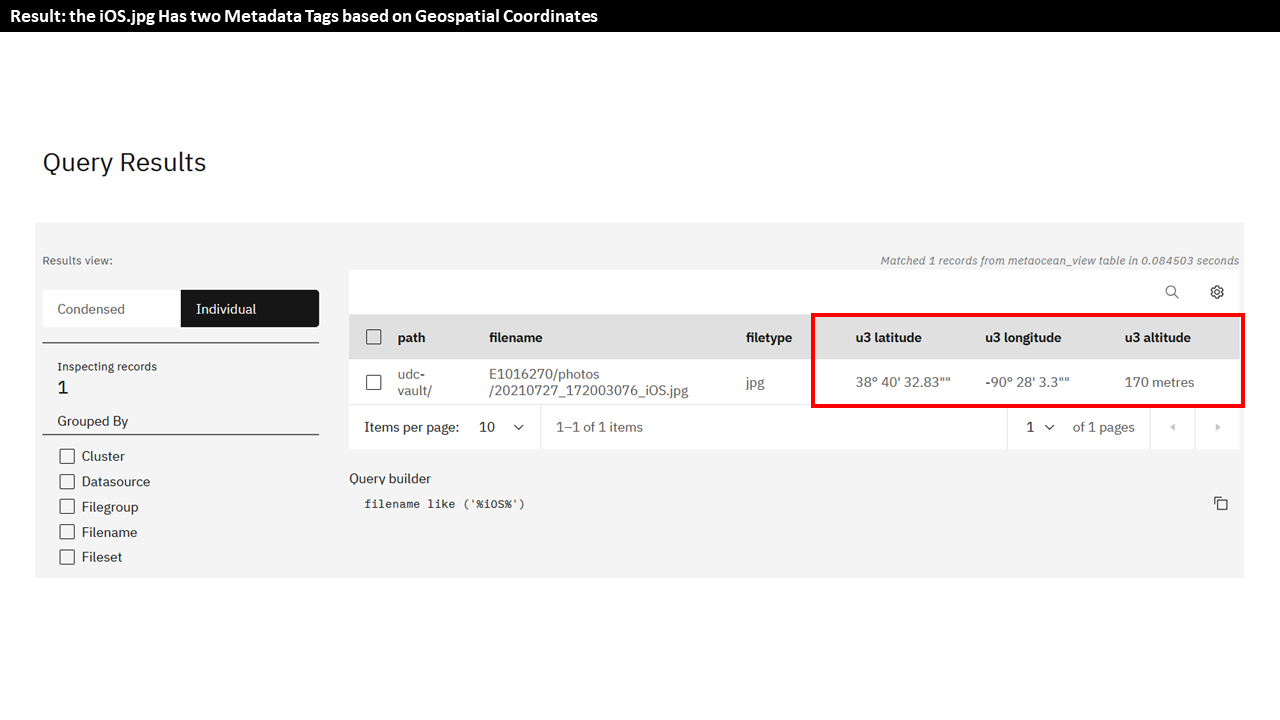 Result: the iOS.jpg Has two Metadata Tags based on Geospatial Coordinates
Query Results
Results view:
Matched 1 records from metaocean_view table in 0.084503 seconds
Condensed
Individual
Inspecting records
1
Grouped By
Cluster
Datasource
Filegroup
Filename
Fileset
path filename filetype u3 latitude u3 longitude u3 altitude
udc-
vault/
E1016270/photos
/20210727_172003076_iOS.jpg
jpg
38° 40' 32.83""
-90° 28' 3.3""
170 metres
Items per page: 10
1–1 of 1 items
1 of 1 pages
Query builder
filename like ('%iOS%')